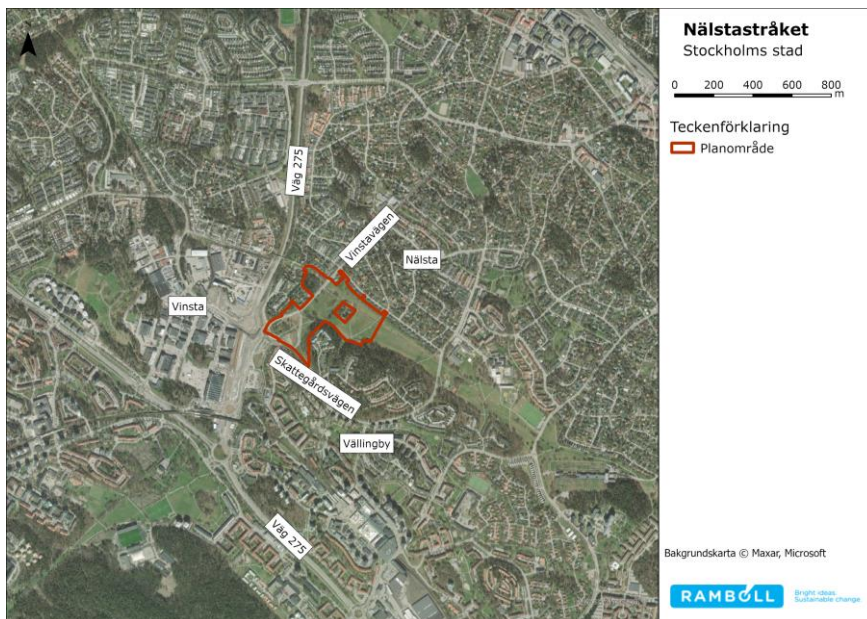 Nälstastråket
Stockholms stad
0 200 400 600 800
m
Teckenförklaring
Planområde
Väg 275
Vinstavägen
Nälsta
Vinsta
Skattegårdsvägen
Vällingby
Väg 275
Bakgrundskarta © Maxar, Microsoft
RAMBOLL
Bright ideas.
Sustainable change.